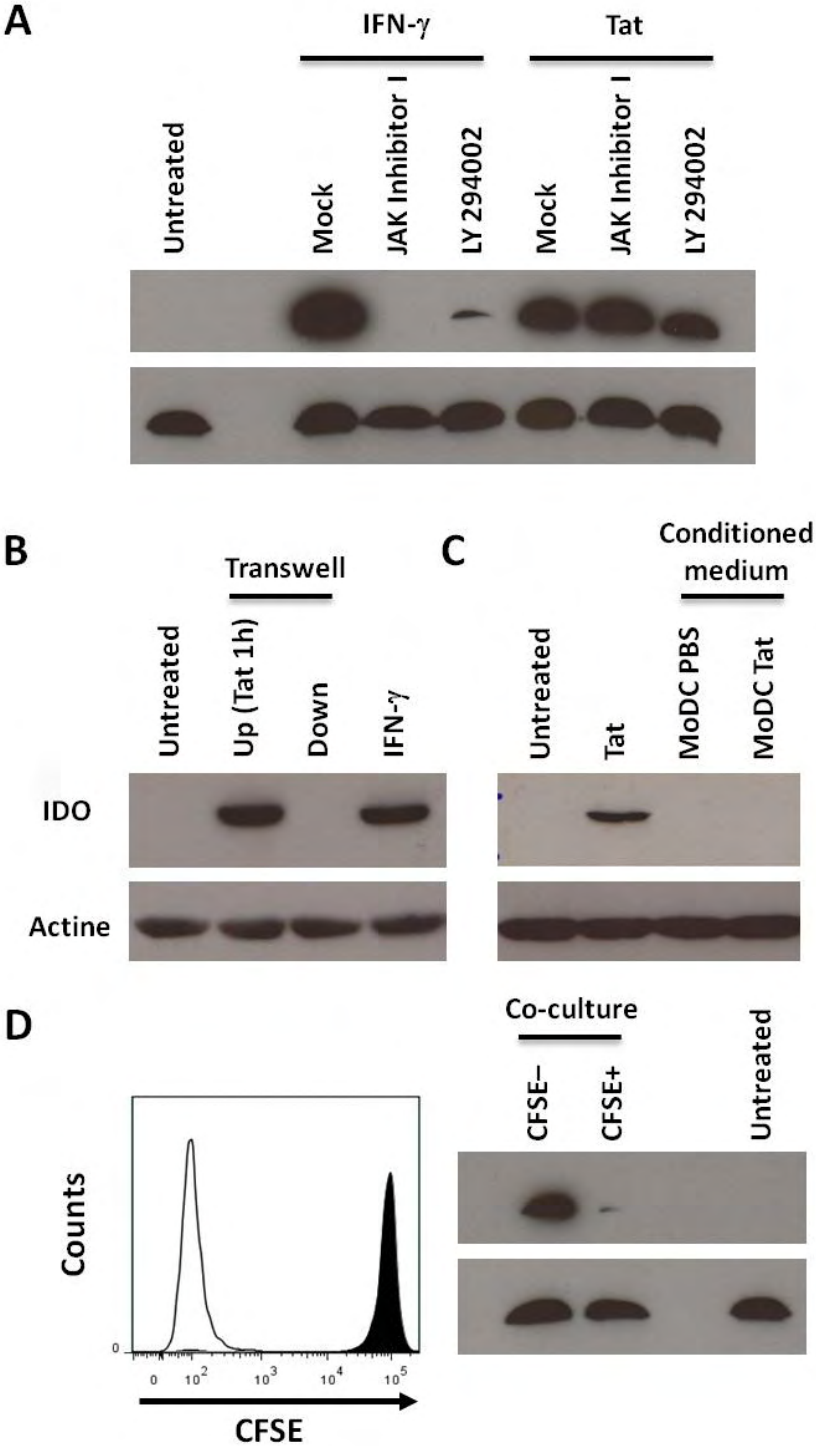 A
IFN-γ
Tat
Untreated
Mock
JAK Inhibitor I
LY 294002
Mock
JAK Inhibitor I
LY 294002
B
Transwell
Untreated
Up (Tat 1h)
Down
IFN-γ
IDO
Actine
C
Conditioned
medium
Untreated
Tat
MoDC PBS
MoDC Tat
D
Counts
0
0 10² 10³ 10⁴ 10⁵
CFSE
Co-culture
CFSE–
CFSE+
Untreated